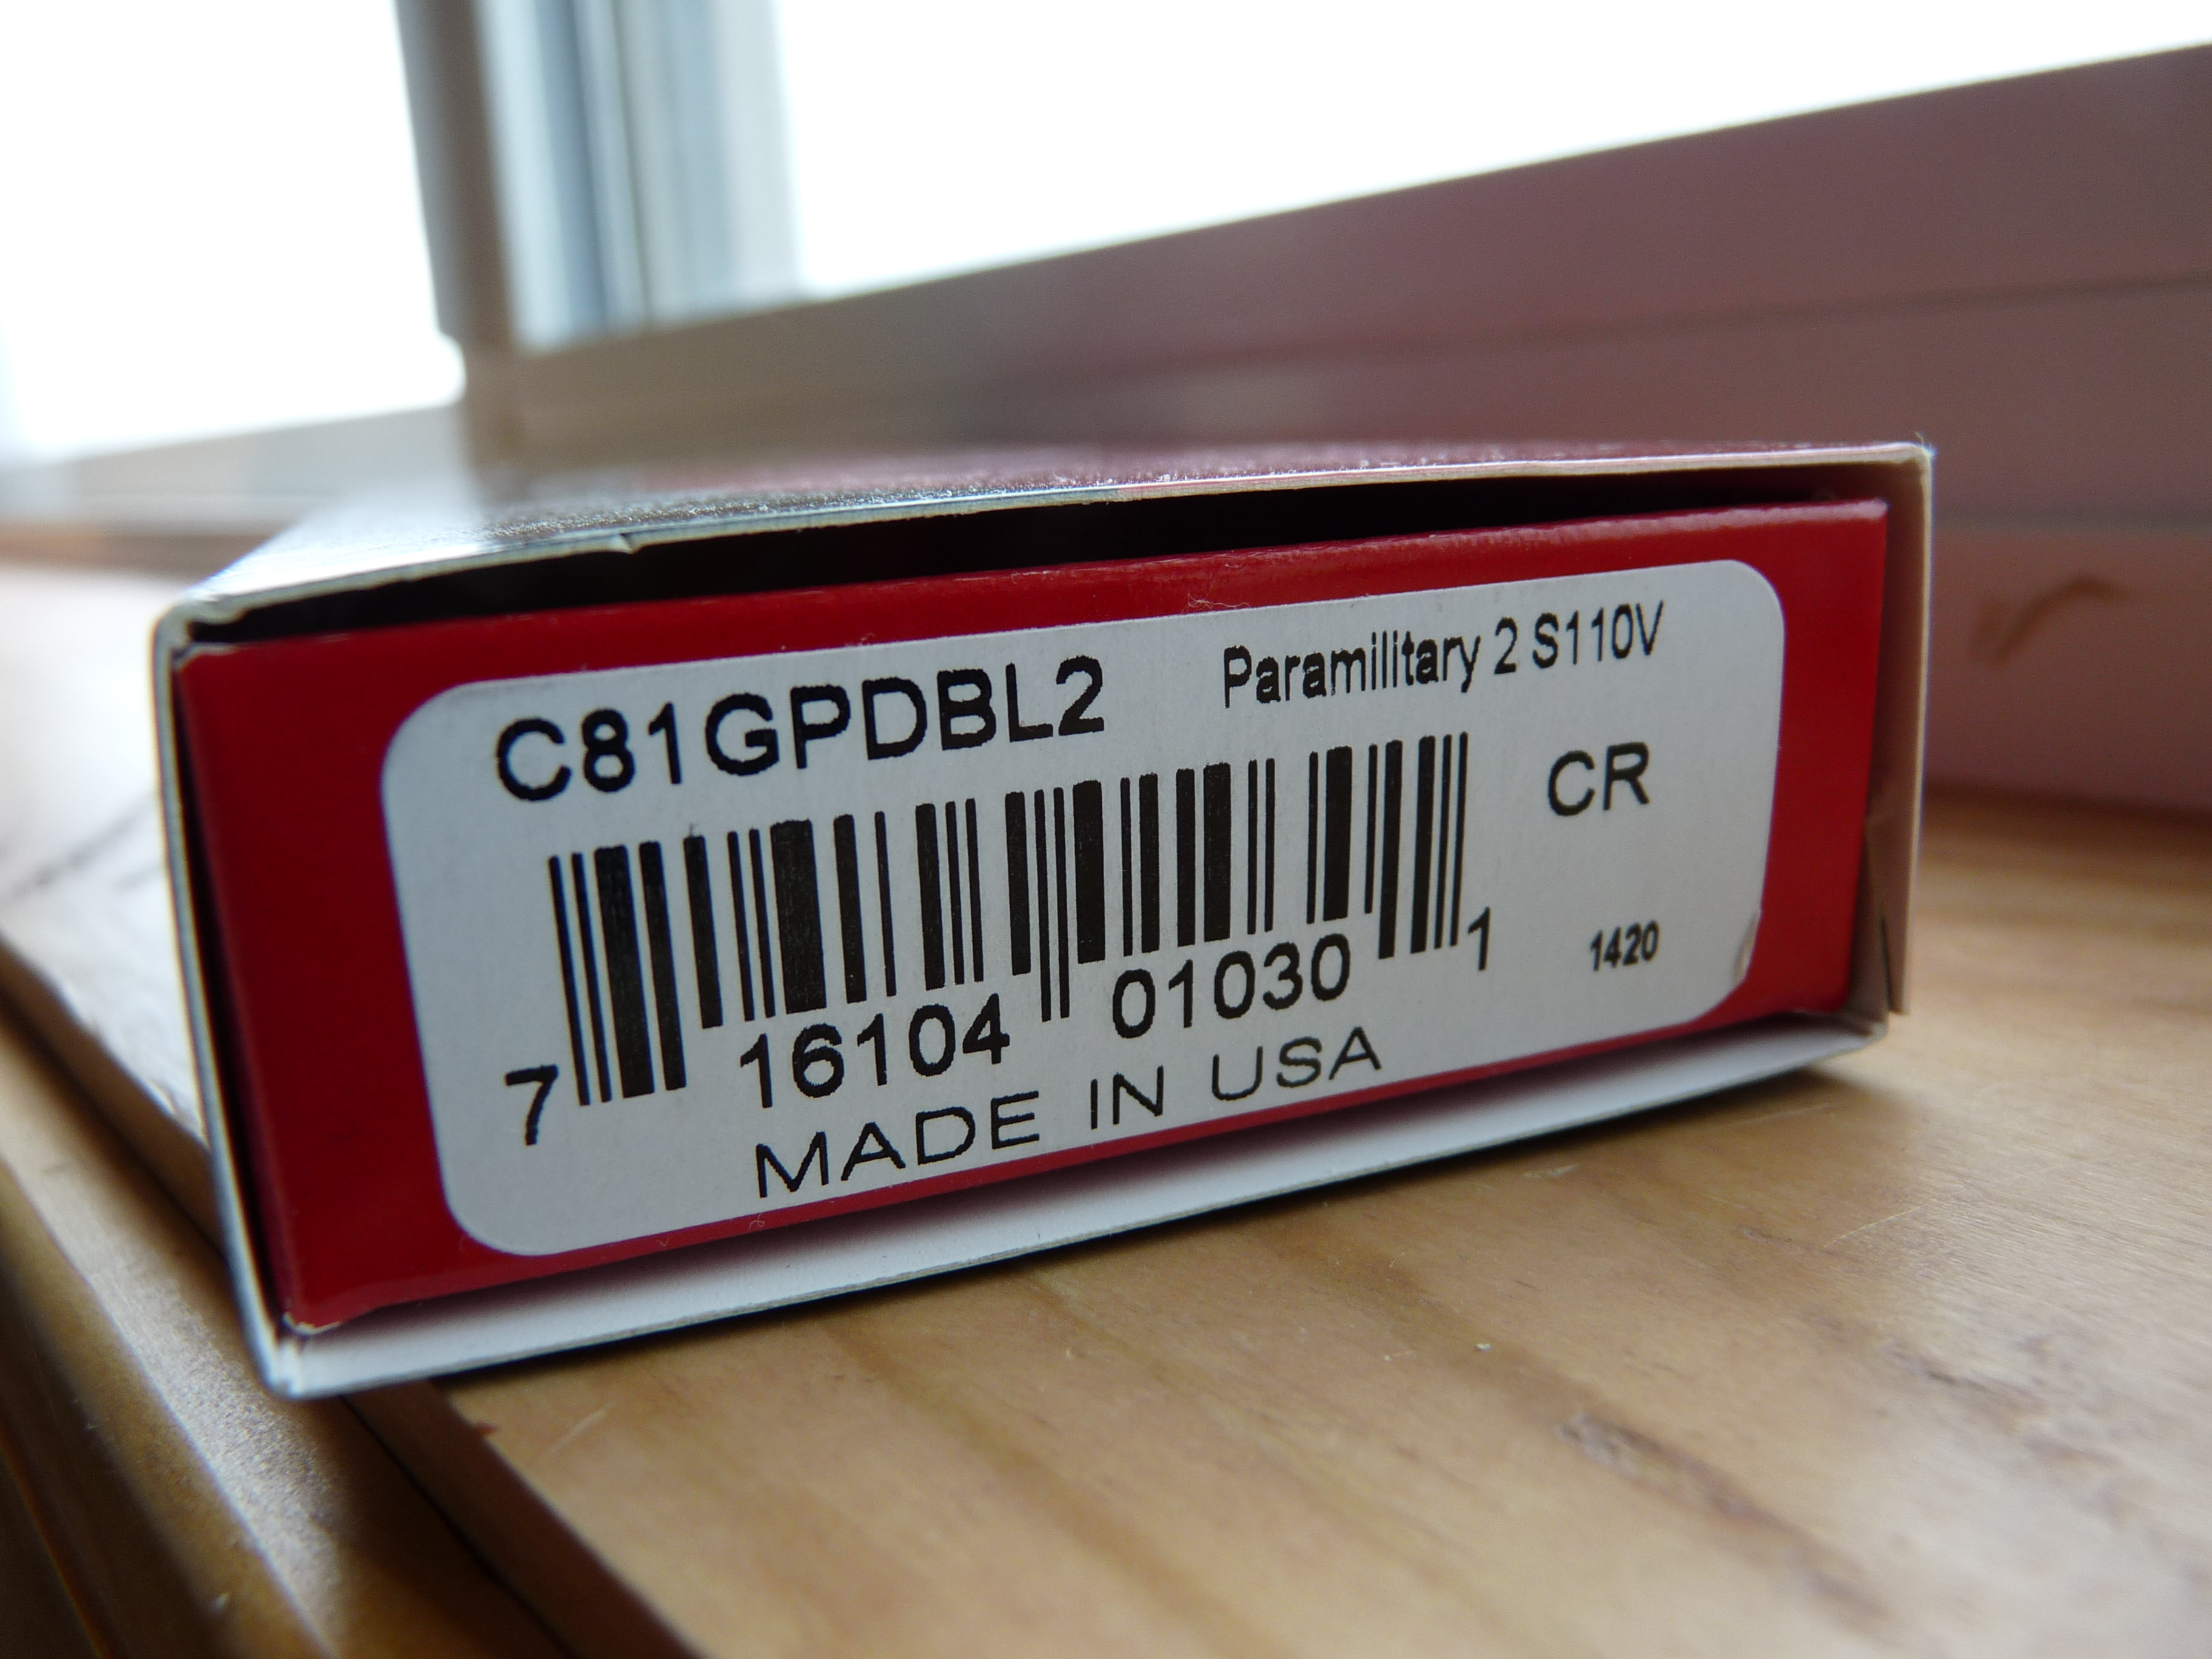 C81GPDBL2 Paramilitary 2 S110V
CR
7 16104 01030 1
1420
MADE IN USA